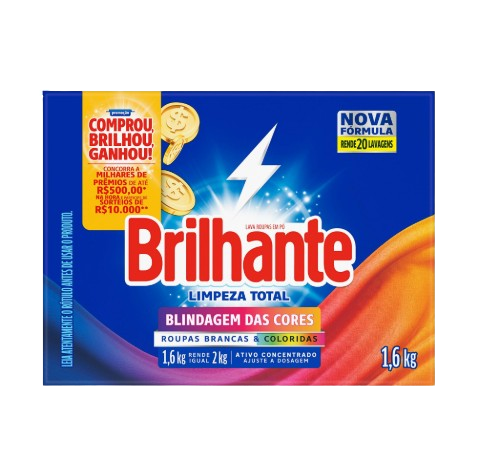 promoção
COMPROU,
BRILHOU,
GANHOU!
CONCORRA A
MILHARES DE
PRÊMIOS DE ATÉ
R$500,00*
NA HORA
SORTEIOS DE
R$10.000**
NOVA
FÓRMULA
RENDE 20 LAVAGENS
LAVA ROUPAS EM PÓ
Brilhante
LIMPEZA TOTAL
BLINDAGEM DAS CORES
ROUPAS BRANCAS & COLORIDAS
1,6 kg RENDE IGUAL 2 kg ATIVO CONCENTRADO AJUSTE A DOSAGEM
1,6 kg
LEIA ATENTAMENTE O RÓTULO ANTES DE USAR O PRODUTO.